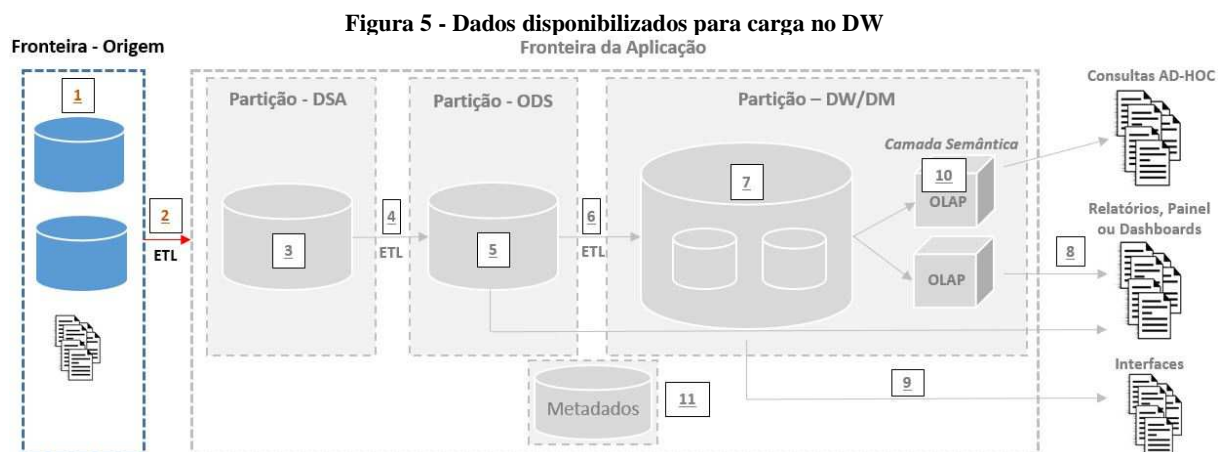 Figura 5 - Dados disponibilizados para carga no DW
Fronteira - Origem
Fronteira da Aplicação
1
2
ETL
Partição - DSA
3
4
ETL
Partição - ODS
5
6
ETL
Partição – DW/DM
7
Camada Semântica
10
OLAP
OLAP
Consultas AD-HOC
Relatórios, Painel
ou Dashboards
8
Interfaces
9
Metadados
11